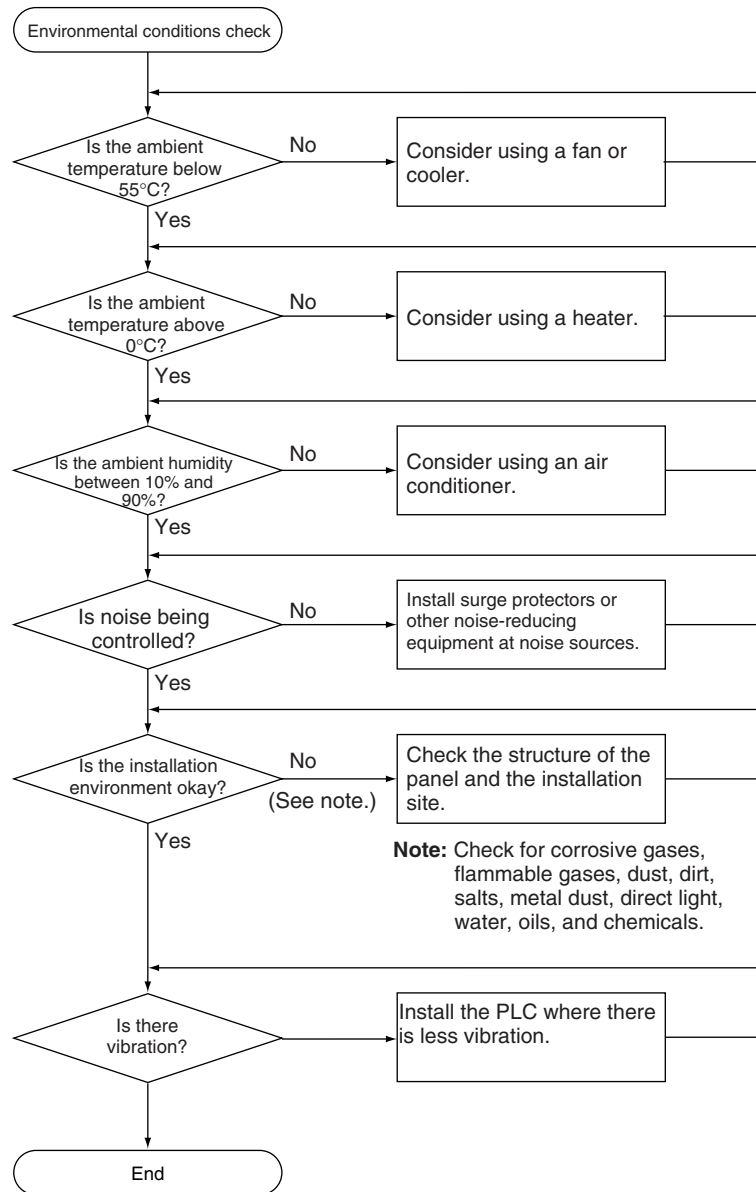 Environmental conditions check
Is the ambient
temperature below
55°C?
No
Consider using a fan or
cooler.
Yes
Is the ambient
temperature above
0°C?
No
Consider using a heater.
Yes
Is the ambient humidity
between 10% and
90%?
No
Consider using an air
conditioner.
Yes
Is noise being
controlled?
No
Install surge protectors or
other noise-reducing
equipment at noise sources.
Yes
Is the installation
environment okay?
No
(See note.)
Check the structure of the
panel and the installation
site.
Yes
Note: Check for corrosive gases,
flammable gases, dust, dirt,
salts, metal dust, direct light,
water, oils, and chemicals.
Is there
vibration?
Install the PLC where there
is less vibration.
End